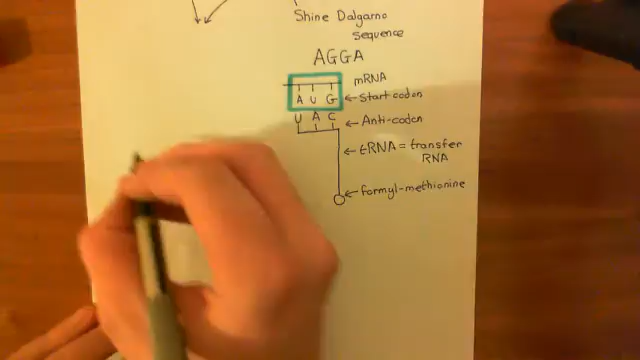 Shine Dalgarno
sequence
AGGA
mRNA
A U G ← Start codon
U A C ← Anti-codon
← tRNA = transfer
RNA
← formyl-methionine